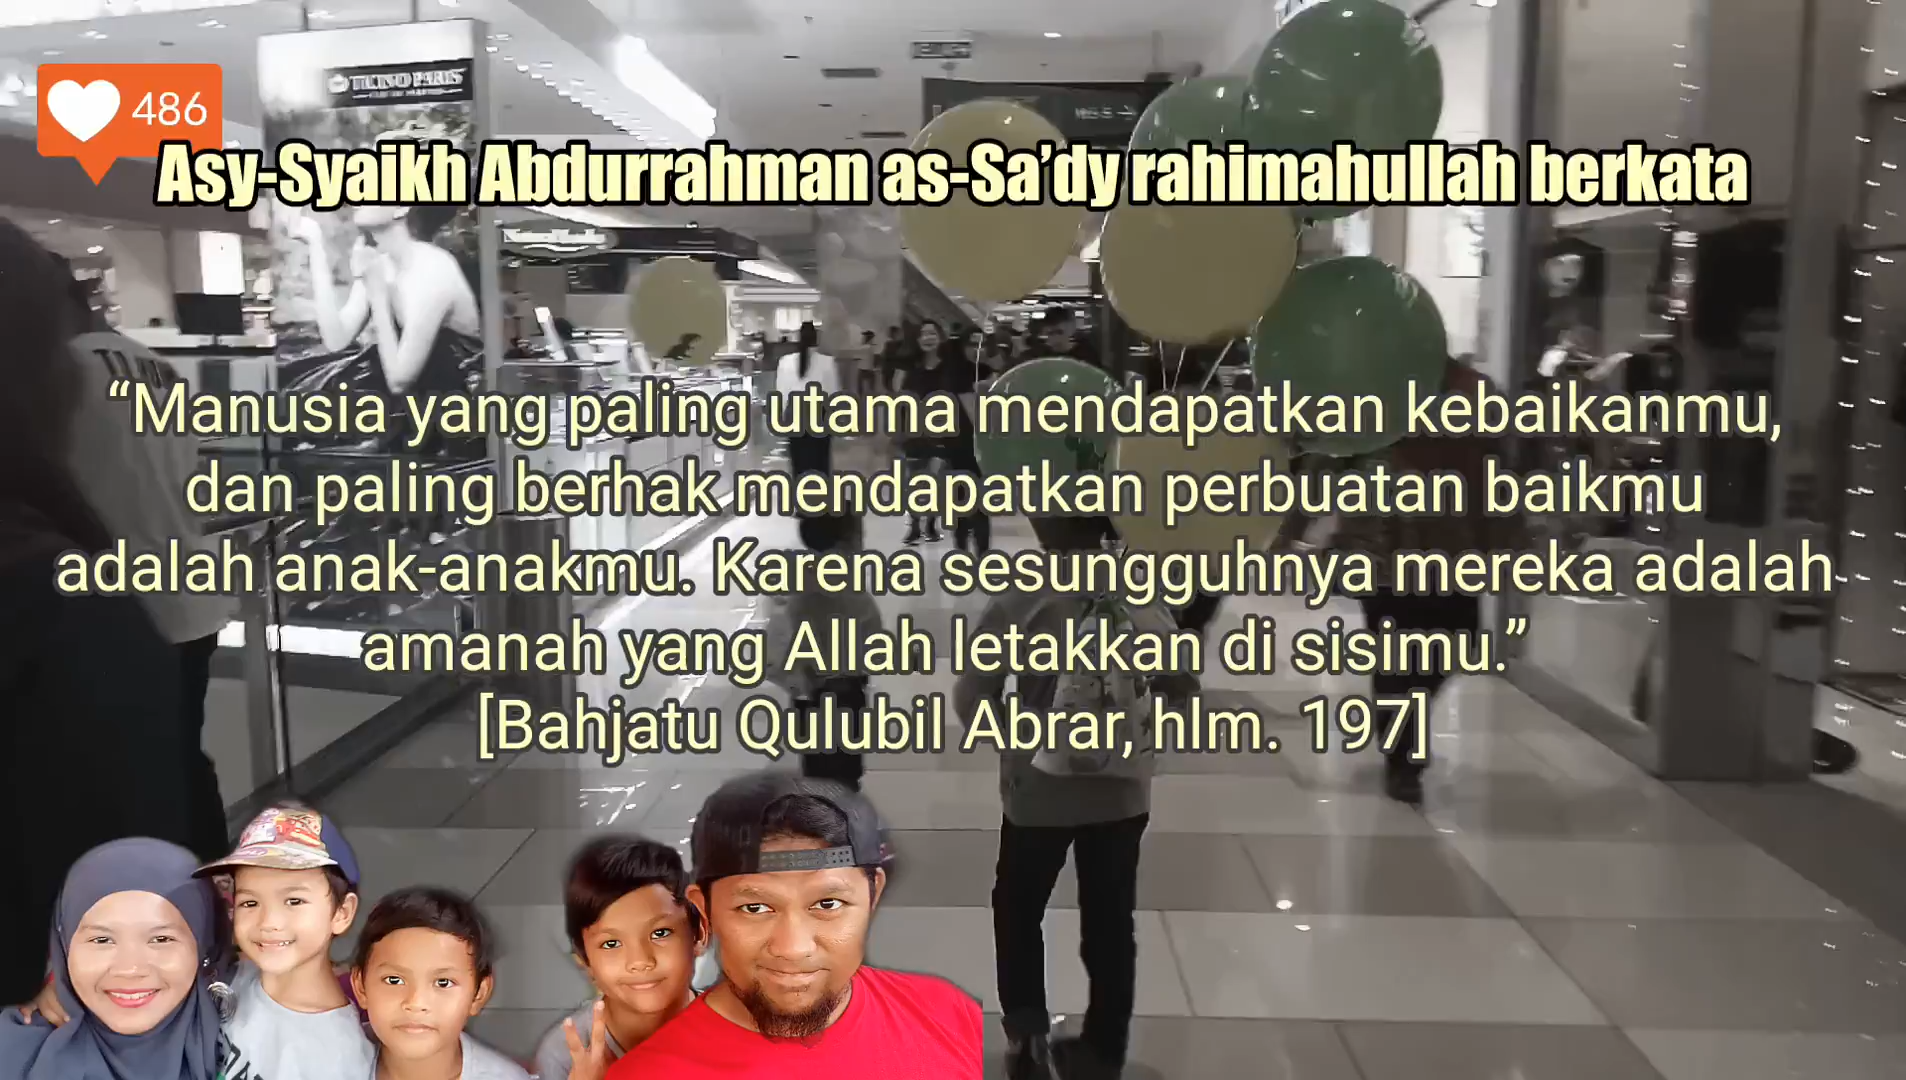 486
TICINO PARIS
Asy-Syaikh Abdurrahman as-Sa’dy rahimahullah berkata
“Manusia yang paling utama mendapatkan kebaikanmu,
dan paling berhak mendapatkan perbuatan baikmu
adalah anak-anakmu. Karena sesungguhnya mereka adalah
amanah yang Allah letakkan di sisimu.”
[Bahjatu Qulubil Abrar, hlm. 197]